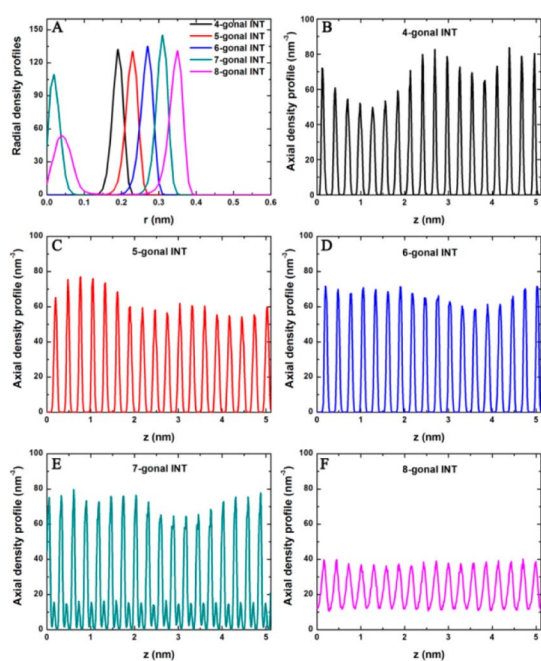 A
4-gonal INT
5-gonal INT
6-gonal INT
7-gonal INT
8-gonal INT
Radial density profiles
150
120
90
60
30
0
0.0 0.1 0.2 0.3 0.4 0.5 0.6
r (nm)
B
4-gonal INT
Axial density profile (nm⁻³)
100
80
60
40
20
0
0 1 2 3 4 5
z (nm)
C
5-gonal INT
Axial density profile (nm⁻³)
100
80
60
40
20
0
0 1 2 3 4 5
z (nm)
D
6-gonal INT
Axial density profile (nm⁻³)
100
80
60
40
20
0
0 1 2 3 4 5
z (nm)
E
7-gonal INT
Axial density profile (nm⁻³)
100
80
60
40
20
0
0 1 2 3 4 5
z (nm)
F
8-gonal INT
Axial density profile (nm⁻³)
100
80
60
40
20
0
0 1 2 3 4 5
z (nm)